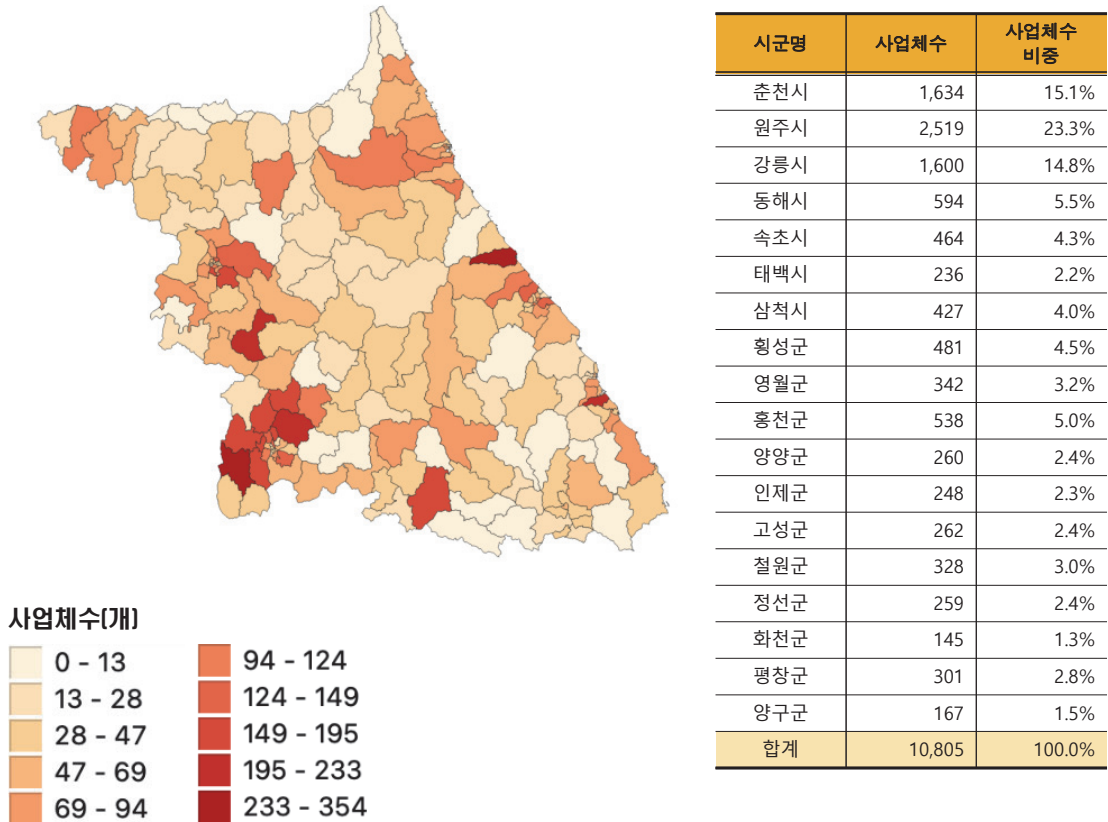 시군명 사업체수 사업체수 비중
춘천시 1,634 15.1%
원주시 2,519 23.3%
강릉시 1,600 14.8%
동해시 594 5.5%
속초시 464 4.3%
태백시 236 2.2%
삼척시 427 4.0%
횡성군 481 4.5%
영월군 342 3.2%
홍천군 538 5.0%
양양군 260 2.4%
인제군 248 2.3%
고성군 262 2.4%
철원군 328 3.0%
정선군 259 2.4%
화천군 145 1.3%
평창군 301 2.8%
양구군 167 1.5%
합계 10,805 100.0%
사업체수(개)
0 - 13
13 - 28
28 - 47
47 - 69
69 - 94
94 - 124
124 - 149
149 - 195
195 - 233
233 - 354